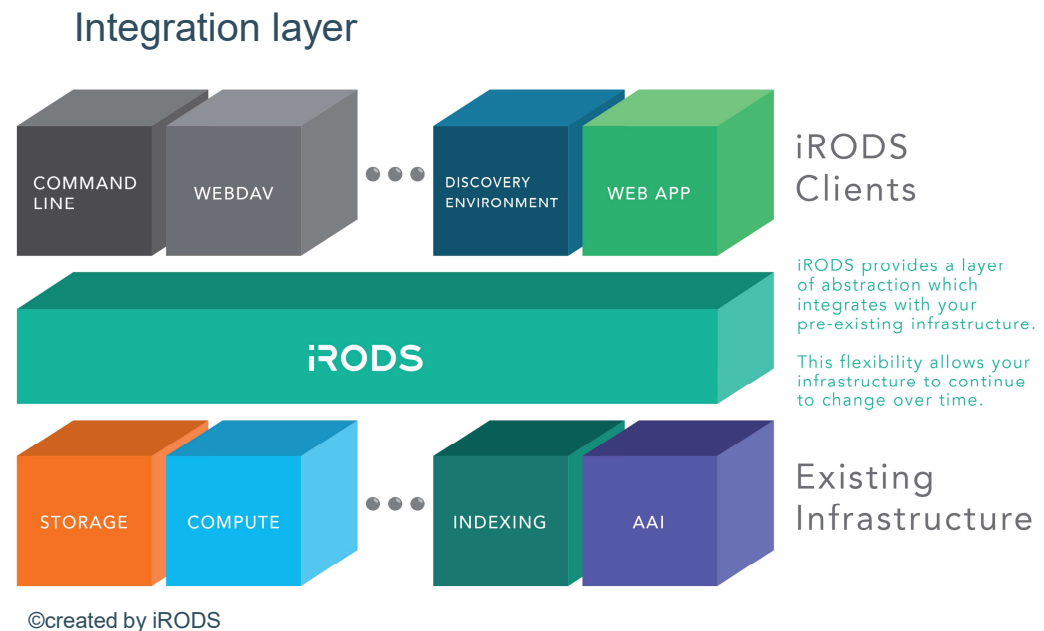 Integration layer
COMMAND
LINE
WEBDAV
DISCOVERY
ENVIRONMENT
WEB APP
iRODS
Clients
iRODS provides a layer
of abstraction which
integrates with your
pre-existing infrastructure.
This flexibility allows your
infrastructure to continue
to change over time.
iRODS
STORAGE
COMPUTE
INDEXING
AAI
Existing
Infrastructure
©created by iRODS